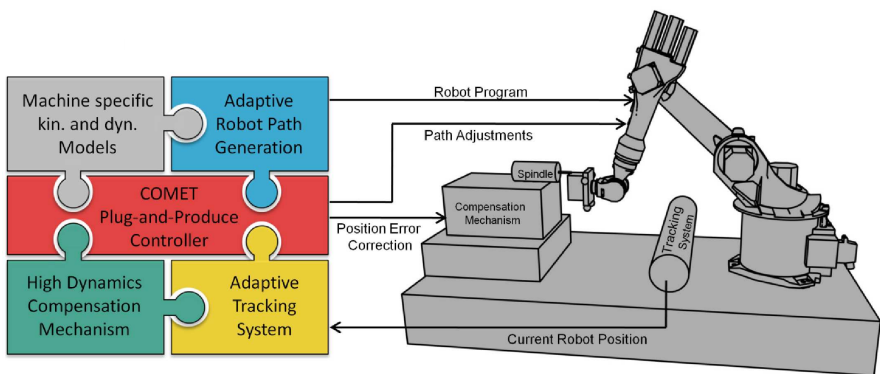 Machine specific
kin. and dyn.
Models
Adaptive
Robot Path
Generation
COMET
Plug-and-Produce
Controller
High Dynamics
Compensation
Mechanism
Adaptive
Tracking
System
Robot Program
Path Adjustments
Position Error
Correction
Current Robot Position
Spindle
Compensation
Mechanism
Tracking
System